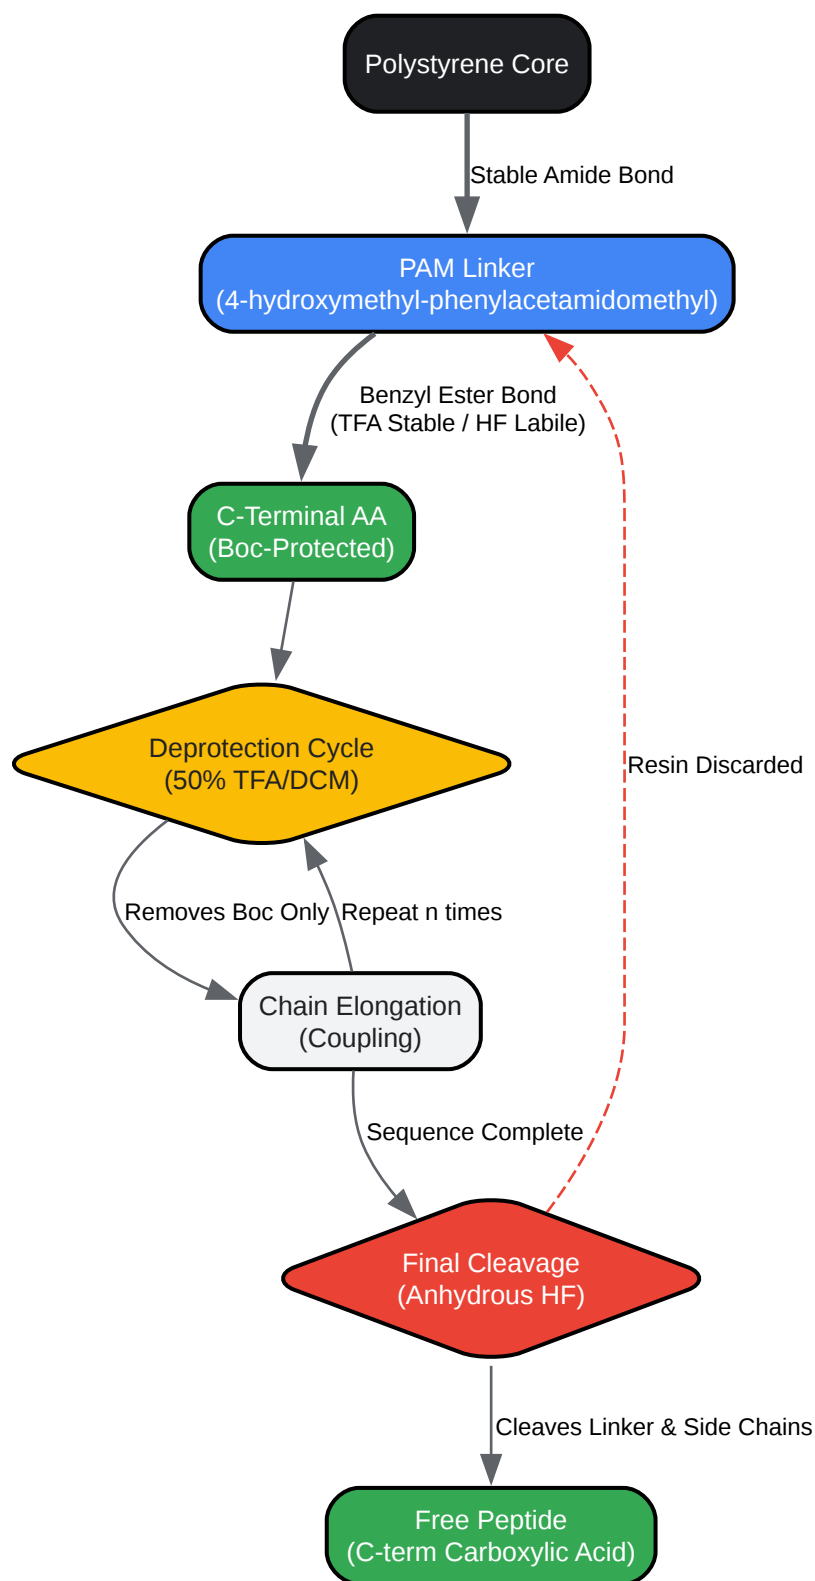 Polystyrene Core
Stable Amide Bond
PAM Linker
(4-hydroxymethyl-phenylacetamidomethyl)
Benzyl Ester Bond
(TFA Stable / HF Labile)
C-Terminal AA
(Boc-Protected)
Deprotection Cycle
(50% TFA/DCM)
Resin Discarded
Removes Boc Only
Repeat n times
Chain Elongation
(Coupling)
Sequence Complete
Final Cleavage
(Anhydrous HF)
Cleaves Linker & Side Chains
Free Peptide
(C-term Carboxylic Acid)